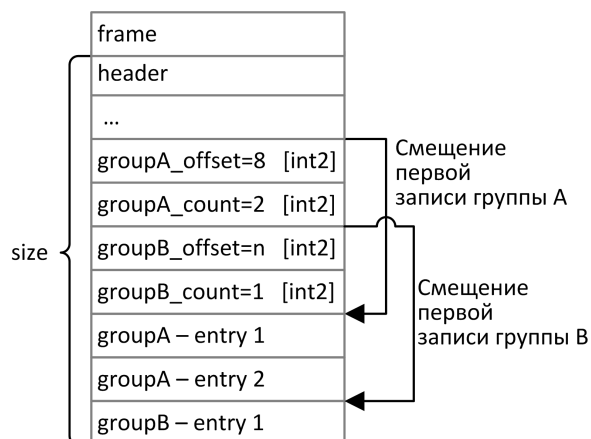 frame
header
...
groupA_offset=8 [int2]
groupA_count=2 [int2]
groupB_offset=n [int2]
groupB_count=1 [int2]
groupA – entry 1
groupA – entry 2
groupB – entry 1
size
Смещение
первой
записи группы A
Смещение
первой
записи группы B